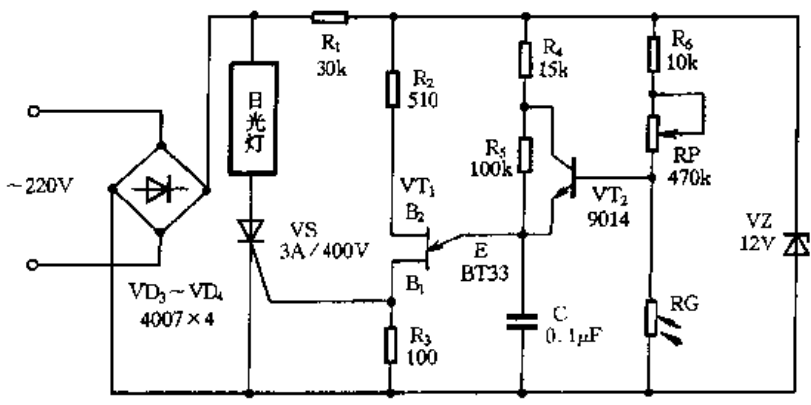 ~220V
VD₃~VD₄
4007×4
日光灯
VS
3A/400V
R₁
30k
R₂
510
VT₁
B₂
B₁
E
BT33
R₃
100
R₄
15k
R₅
100k
VT₂
9014
C
0.1μF
R₆
10k
RP
470k
RG
VZ
12V